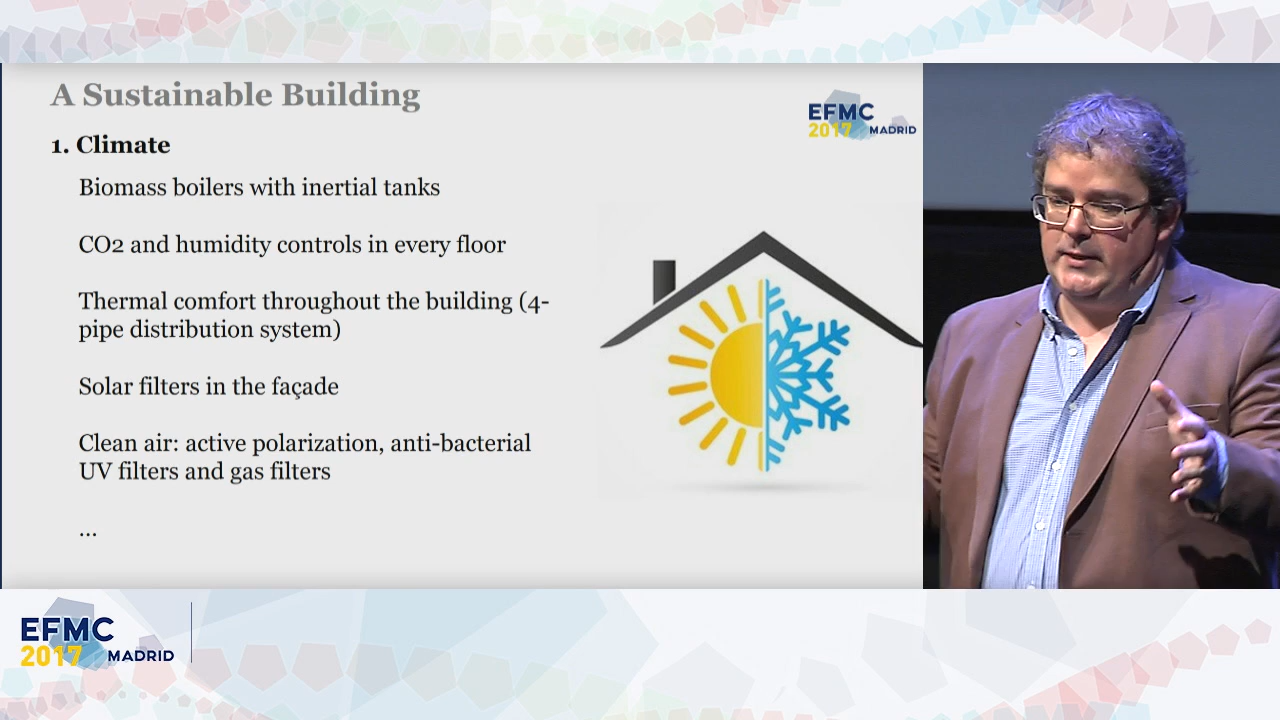 A Sustainable Building
EFMC
2017 MADRID
1. Climate
Biomass boilers with inertial tanks
CO2 and humidity controls in every floor
Thermal comfort throughout the building (4-
pipe distribution system)
Solar filters in the façade
Clean air: active polarization, anti-bacterial
UV filters and gas filters
...
EFMC
2017 MADRID